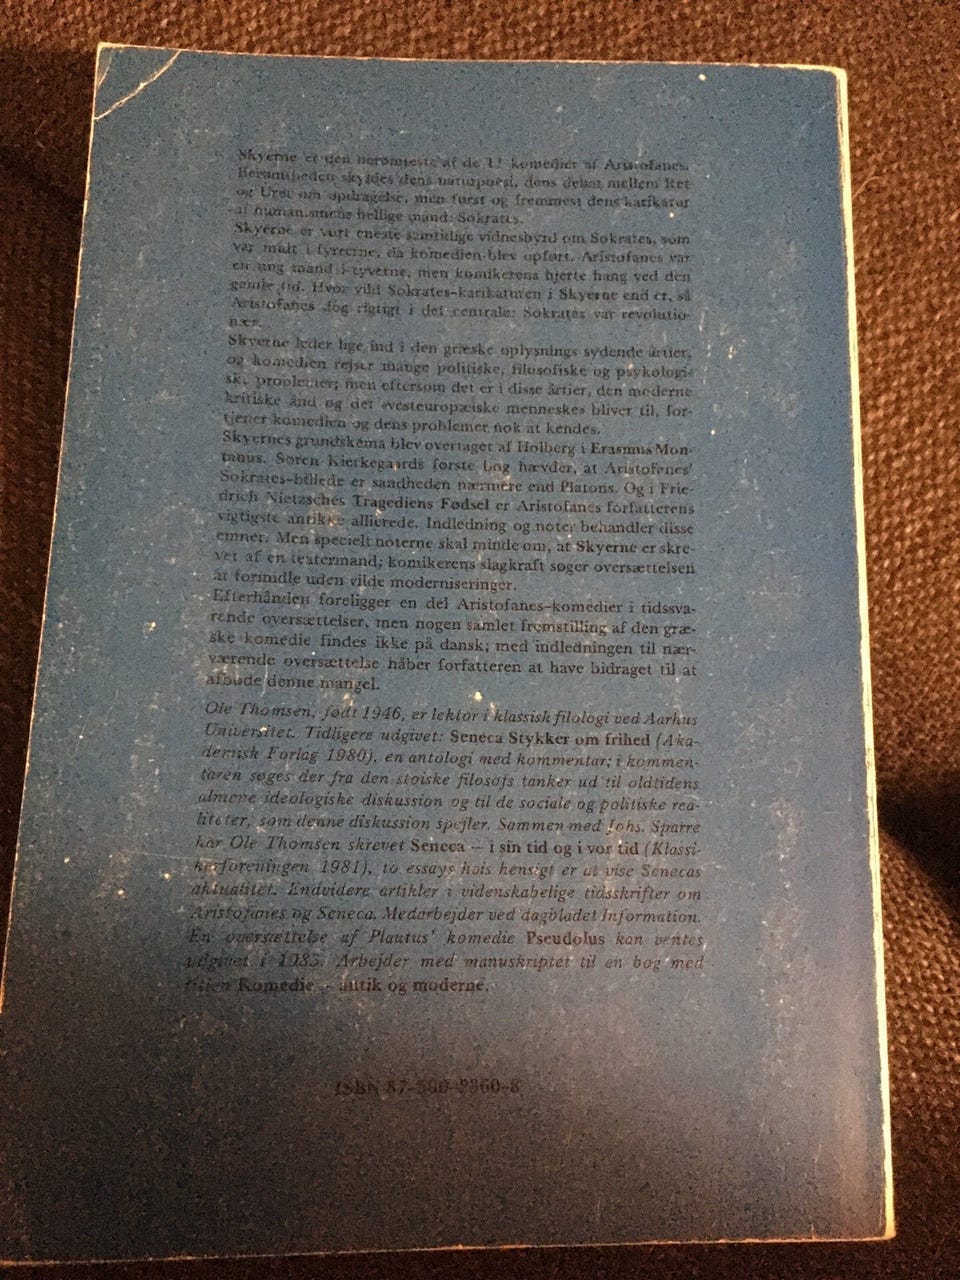 Skyerne er den berømteste af de 11 komedier af Aristofanes.
Berømtheden skyldes dens naturpoesi, dens debat mellem Ret
og Uret om opdragelse, men først og fremmest dens karikatur
af humanismens hellige mand: Sokrates.
Skyerne er vort eneste samtidige vidnesbyrd om Sokrates, som
var midt i fyrrerne, da komedien blev opført. Aristofanes var
en ung mand i tyverne, men komikerens hjerte hang ved den
gamle tid. Hvor vild Sokrates-karikaturen i Skyerne end er, så
Aristofanes dog rigtigt i det centrale: Sokrates var revolutio-
nær.
Skyerne leder lige ind i den græske oplysnings sydende årtier,
og komedien rejser mange politiske, filosofiske og psykologi-
ske problemer; men eftersom det er i disse årtier, den moderne
kritiske ånd og det »vesteuropæiske menneske« bliver til, for-
tjener komedien og dens problemer nok at kendes.
Skyernes grundskema blev overtaget af Holberg i Erasmus Mon-
tanus. Søren Kierkegaards første bog hævder, at Aristofanes'
Sokrates-billede er sandheden nærmere end Platons. Og i Frie-
drich Nietzsches Tragediens Fødsel er Aristofanes forfatterens
vigtigste antikke allierede. Indledning og noter behandler disse
emner. Men specielt noterne skal minde om, at Skyerne er skre-
vet af en teatermand; komikerens slagkraft søger oversættelsen
at formidle uden vilde moderniseringer.
Efterhånden foreligger en del Aristofanes-komedier i tidssva-
rende oversættelser, men nogen samlet fremstilling af den græ-
ske komedie findes ikke på dansk; med indledningen til nær-
værende oversættelse håber forfatteren at have bidraget til at
afbøde denne mangel.
Ole Thomsen, født 1946, er lektor i klassisk filologi ved Aarhus
Universitet. Tidligere udgivet: Seneca Stykker om frihed (Aka-
demisk Forlag 1980), en antologi med kommentar; i kommen-
taren søges der fra den stoiske filosofs tanker ud til oldtidens
almene ideologiske diskussion og til de sociale og politiske rea-
liteter, som denne diskussion spejler. Sammen med Johs. Sparre
har Ole Thomsen skrevet Seneca – i sin tid og i vor tid (Klassi-
kerforeningen 1981), to essays hvis hensigt er at vise Senecas
aktualitet. Endvidere artikler i videnskabelige tidsskrifter om
Aristofanes og Seneca. Medarbejder ved dagbladet Information.
En oversættelse af Plautus' komedie Pseudolus kan ventes
udgivet i 1983. Arbejder med manuskriptet til en bog med
titlen Komedie – antik og moderne.
ISBN 87-500-2360-8